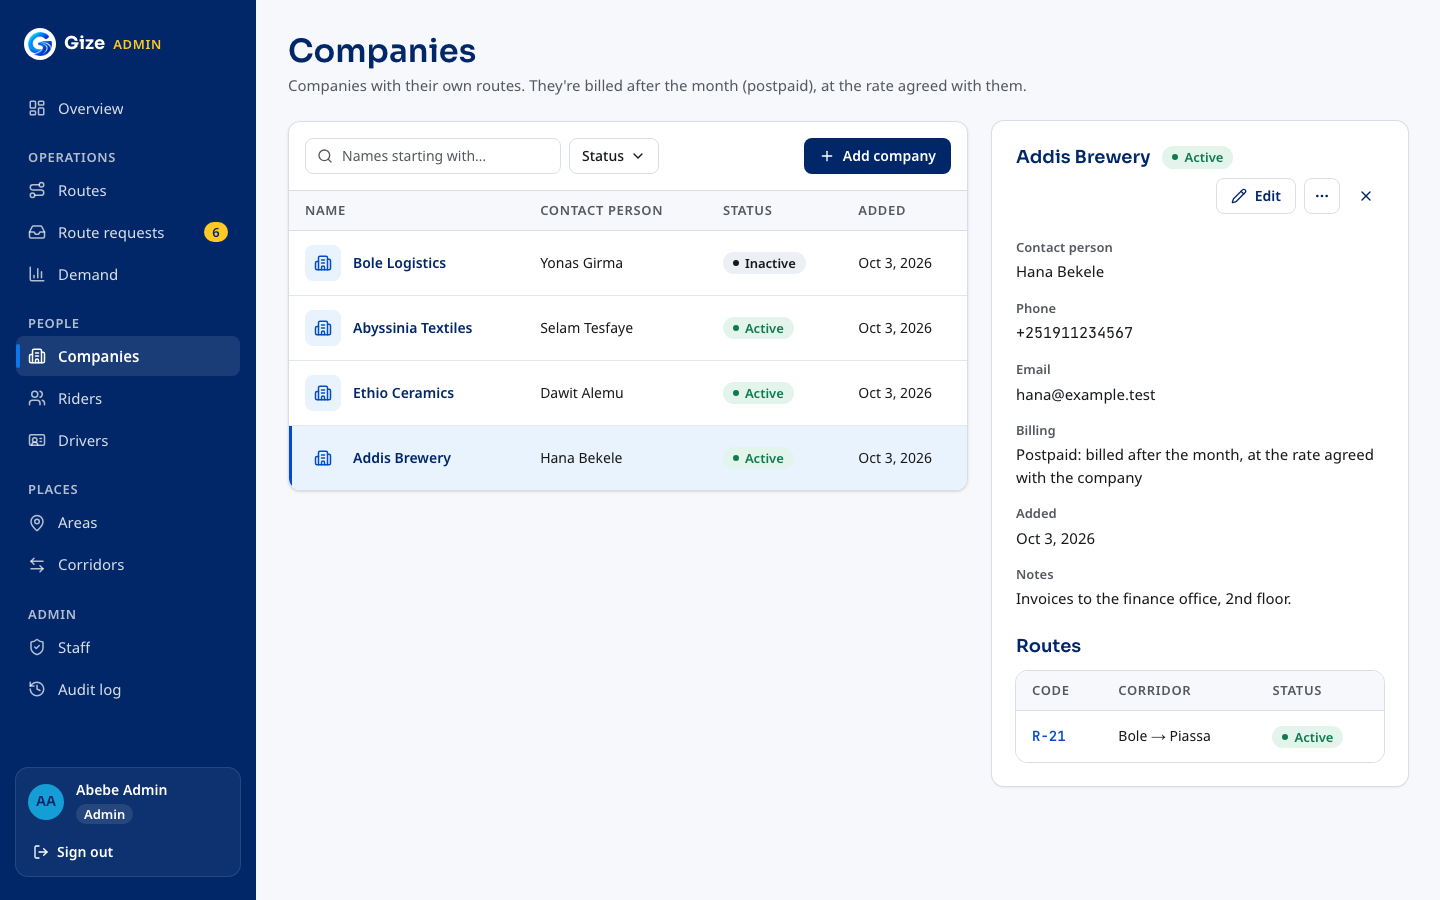 Gize ADMIN
Overview
OPERATIONS
Routes
Route requests 6
Demand
PEOPLE
Companies
Riders
Drivers
PLACES
Areas
Corridors
ADMIN
Staff
Audit log
AA
Abebe Admin
Admin
Sign out
Companies
Companies with their own routes. They're billed after the month (postpaid), at the rate agreed with them.
Names starting with...
Status
Add company
NAME CONTACT PERSON STATUS ADDED
Bole Logistics Yonas Girma Inactive Oct 3, 2026
Abyssinia Textiles Selam Tesfaye Active Oct 3, 2026
Ethio Ceramics Dawit Alemu Active Oct 3, 2026
Addis Brewery Hana Bekele Active Oct 3, 2026
Addis Brewery Active
Edit
Contact person
Hana Bekele
Phone
+251911234567
Email
hana@example.test
Billing
Postpaid: billed after the month, at the rate agreed
with the company
Added
Oct 3, 2026
Notes
Invoices to the finance office, 2nd floor.
Routes
CODE CORRIDOR STATUS
R-21 Bole → Piassa Active